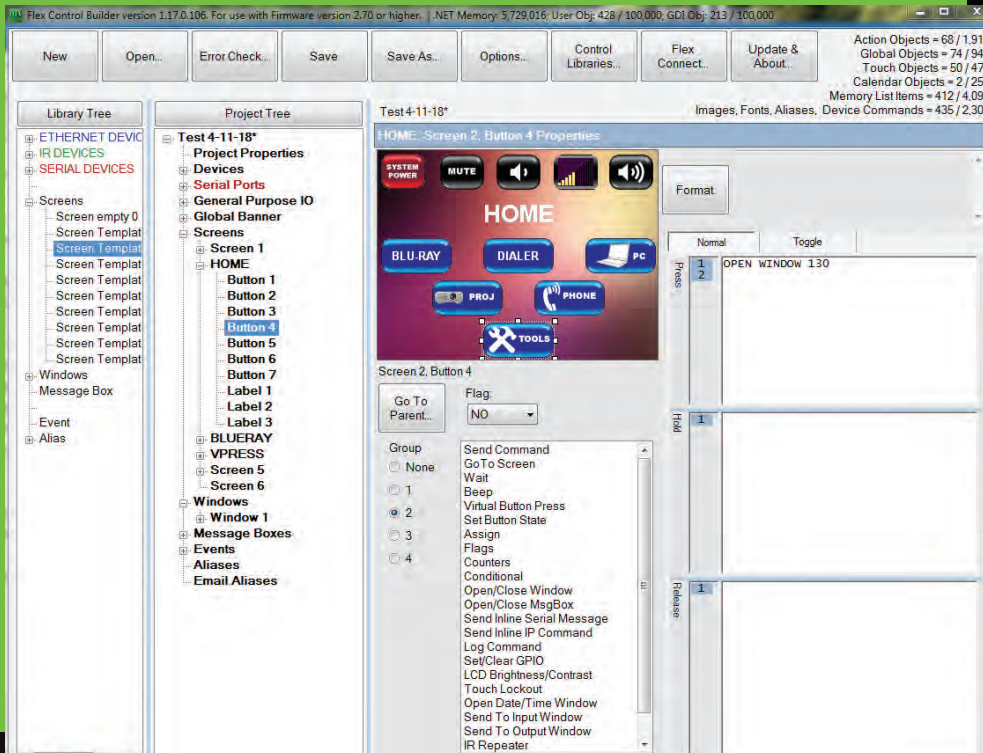 Flex Control Builder version 1.17.0.106. For use with Firmware version 2.70 or higher. | .NET Memory: 5,729,016; User Obj: 428 / 100,000; GDI Obj: 213 / 100,000
New
Open...
Error Check...
Save
Save As...
Options...
Control Libraries...
Flex Connect...
Update & About...
Action Objects = 68 / 1,91
Global Objects = 74 / 94
Touch Objects = 50 / 47
Calendar Objects = 2 / 25
Memory List Items = 412 / 4,09
Images, Fonts, Aliases, Device Commands = 435 / 2,30
Library Tree
ETHERNET DEVIC
IR DEVICES
SERIAL DEVICES
Screens
Screen empty 0
Screen Templat
Screen Templat
Screen Templat
Screen Templat
Screen Templat
Screen Templat
Screen Templat
Screen Templat
Screen Templat
Windows
Message Box
Event
Alias
Project Tree
Test 4-11-18*
Project Properties
Devices
Serial Ports
General Purpose IO
Global Banner
Screens
Screen 1
HOME
Button 1
Button 2
Button 3
Button 4
Button 5
Button 6
Button 7
Label 1
Label 2
Label 3
BLUERAY
VPRESS
Screen 5
Screen 6
Windows
Window 1
Message Boxes
Events
Aliases
Email Aliases
Test 4-11-18*
HOME: Screen 2, Button 4 Properties
SYSTEM POWER
MUTE
HOME
BLU-RAY
DIALER
PC
PROJ
PHONE
TOOLS
Screen 2, Button 4
Go To Parent...
Flag:
NO
Group
None
1
2
3
4
Send Command
GoTo Screen
Wait
Beep
Virtual Button Press
Set Button State
Assign
Flags
Counters
Conditional
Open/Close Window
Open/Close MsgBox
Send Inline Serial Message
Send Inline IP Command
Log Command
Set/Clear GPIO
LCD Brightness/Contrast
Touch Lockout
Open Date/Time Window
Send To Input Window
Send To Output Window
IR Repeater
Format
Normal
Toggle
Press
1
2
OPEN WINDOW 130
Hold
1
Release
1